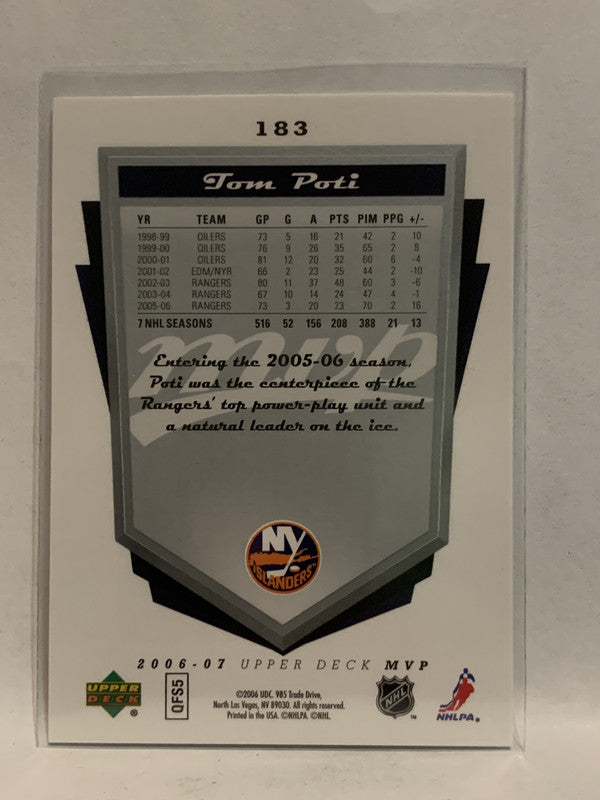 183
Tom Poti
YR TEAM GP G A PTS PIM PPG +/-
1998-99 OILERS 73 5 16 21 42 2 10
1999-00 OILERS 76 9 26 35 65 2 8
2000-01 OILERS 81 12 20 32 60 6 -4
2001-02 EDM/NYR 66 2 23 25 44 2 -10
2002-03 RANGERS 80 11 37 48 60 3 -6
2003-04 RANGERS 67 10 14 24 47 4 -1
2005-06 RANGERS 73 3 20 23 70 2 16
7 NHL SEASONS 516 52 156 208 388 21 13
mvp
Entering the 2005-06 season,
Poti was the centerpiece of the
Rangers' top power-play unit and
a natural leader on the ice.
NY
ISLANDERS
2006-07 UPPER DECK MVP
UPPER
DECK
®
QFS5
©2006 UDC. 985 Trade Drive,
North Las Vegas, NV 89030. All rights reserved.
Printed in the USA. ©NHLPA. ©NHL.
NHL
TM
NHLPA.®